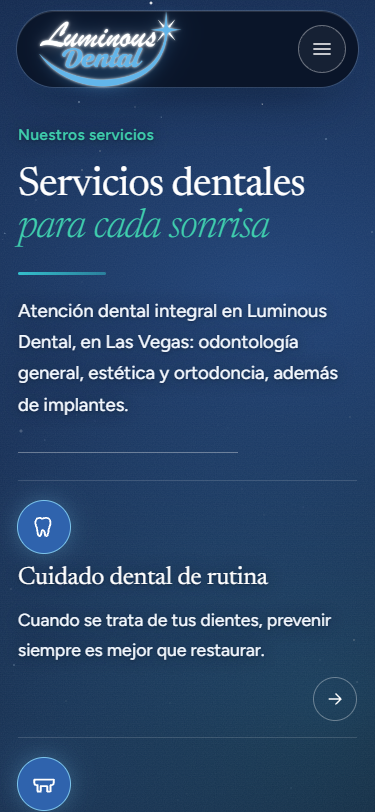 Luminous
Dental
Nuestros servicios
Servicios dentales
para cada sonrisa
Atención dental integral en Luminous
Dental, en Las Vegas: odontología
general, estética y ortodoncia, además
de implantes.
Cuidado dental de rutina
Cuando se trata de tus dientes, prevenir
siempre es mejor que restaurar.